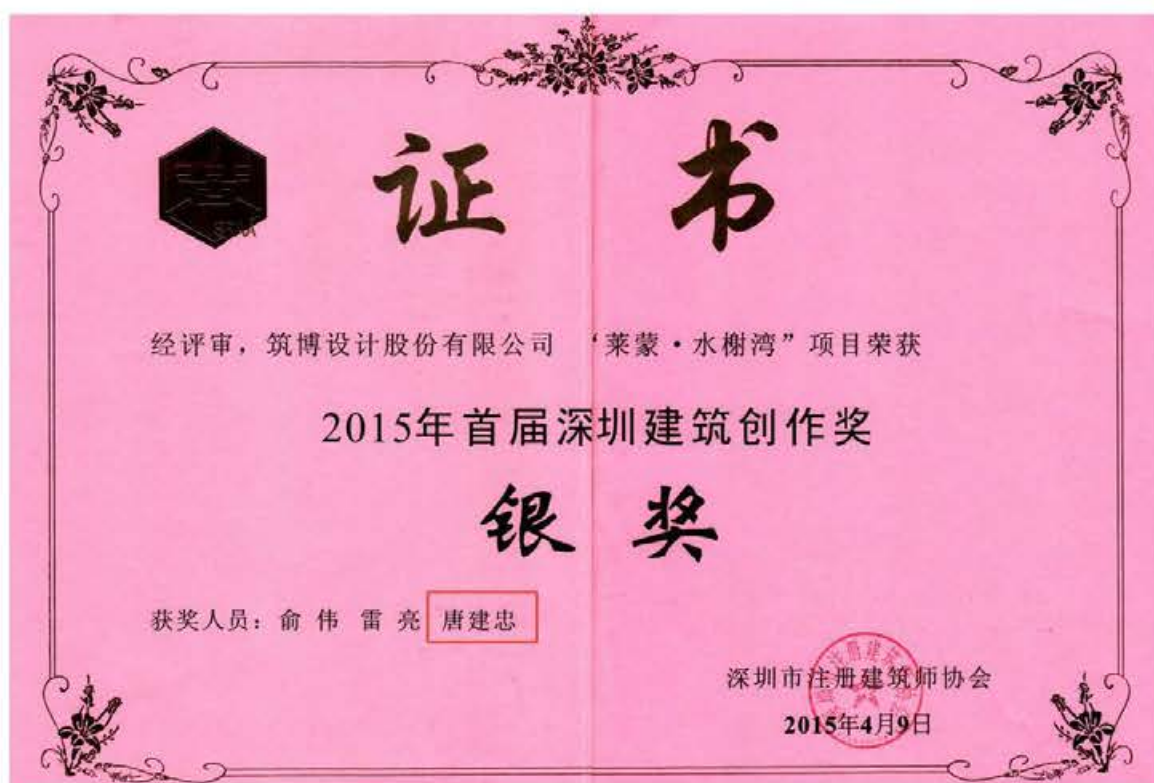 证 书
经评审，筑博设计股份有限公司 “莱蒙·水榭湾”项目荣获
2015年首届深圳建筑创作奖
银 奖
获奖人员：俞 伟 雷 亮 唐建忠
深圳市注册建筑师协会
2015年4月9日